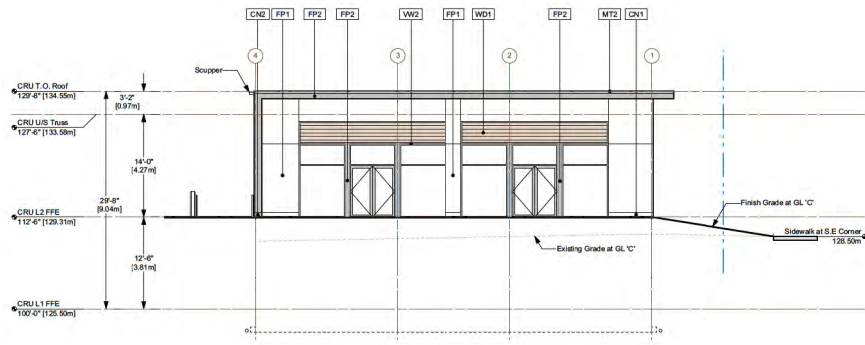 CN2 FP1 FP2 FP2 VW2 FP1 WD1 FP2 MT2 CN1
4 3 2 1
Scupper
CRU T.O. Roof
129'-8" [134.55m]
3'-2"
[0.97m]
CRU U/S Truss
127'-6" [133.58m]
14'-0"
[4.27m]
29'-8"
[9.04m]
Finish Grade at GL 'C'
CRU L2 FFE
112'-6" [129.31m]
Sidewalk at S.E Corner
128.50m
Existing Grade at GL 'C'
12'-6"
[3.81m]
CRU L1 FFE
100'-0" [125.50m]